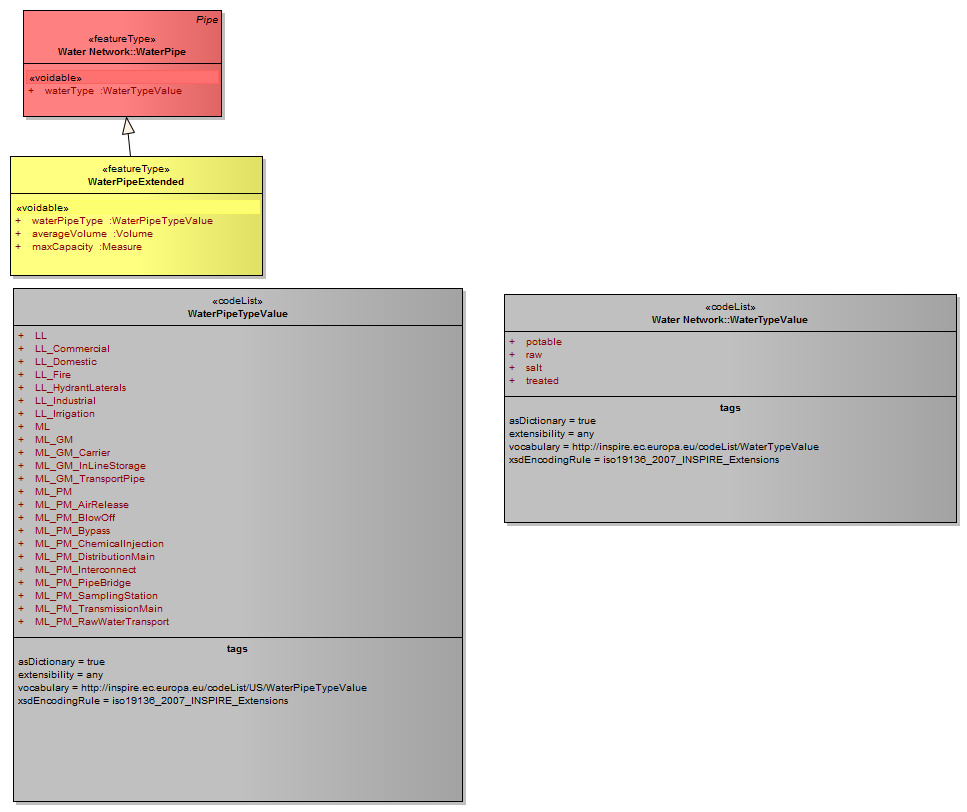 Pipe
«featureType»
Water Network::WaterPipe
«voidable»
+ waterType :WaterTypeValue
«featureType»
WaterPipeExtended
«voidable»
+ waterPipeType :WaterPipeTypeValue
+ averageVolume :Volume
+ maxCapacity :Measure
«codeList»
WaterPipeTypeValue
+ LL
+ LL_Commercial
+ LL_Domestic
+ LL_Fire
+ LL_HydrantLaterals
+ LL_Industrial
+ LL_Irrigation
+ ML
+ ML_GM
+ ML_GM_Carrier
+ ML_GM_InLineStorage
+ ML_GM_TransportPipe
+ ML_PM
+ ML_PM_AirRelease
+ ML_PM_BlowOff
+ ML_PM_Bypass
+ ML_PM_ChemicalInjection
+ ML_PM_DistributionMain
+ ML_PM_Interconnect
+ ML_PM_PipeBridge
+ ML_PM_SamplingStation
+ ML_PM_TransmissionMain
+ ML_PM_RawWaterTransport
tags
asDictionary = true
extensibility = any
vocabulary = http://inspire.ec.europa.eu/codeList/US/WaterPipeTypeValue
xsdEncodingRule = iso19136_2007_INSPIRE_Extensions
«codeList»
Water Network::WaterTypeValue
+ potable
+ raw
+ salt
+ treated
tags
asDictionary = true
extensibility = any
vocabulary = http://inspire.ec.europa.eu/codeList/WaterTypeValue
xsdEncodingRule = iso19136_2007_INSPIRE_Extensions